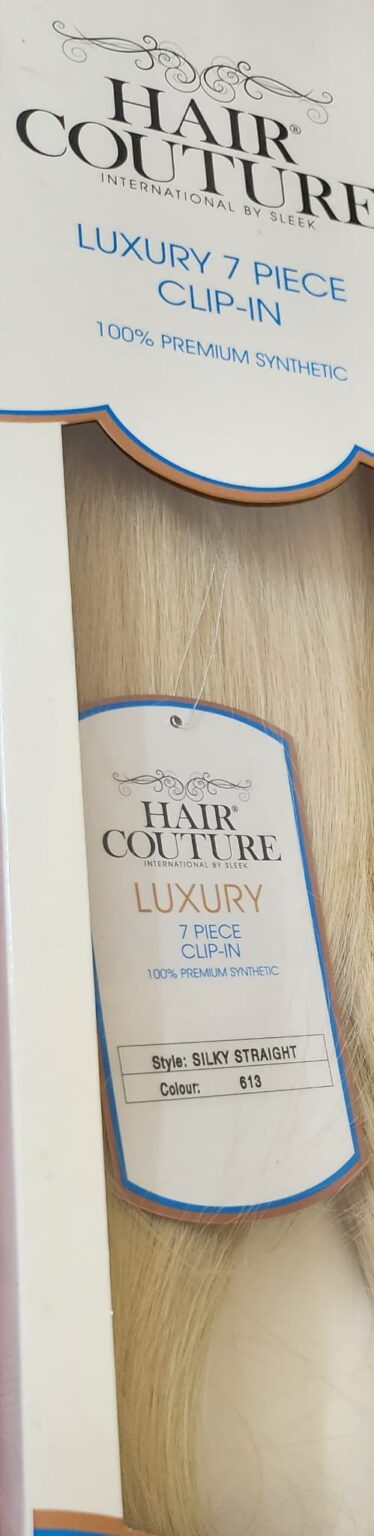 HAIR®
COUTURE
INTERNATIONAL BY SLEEK
LUXURY 7 PIECE
CLIP-IN
100% PREMIUM SYNTHETIC
HAIR®
COUTURE
INTERNATIONAL BY SLEEK
LUXURY
7 PIECE
CLIP-IN
100% PREMIUM SYNTHETIC
Style: SILKY STRAIGHT
Colour: 613